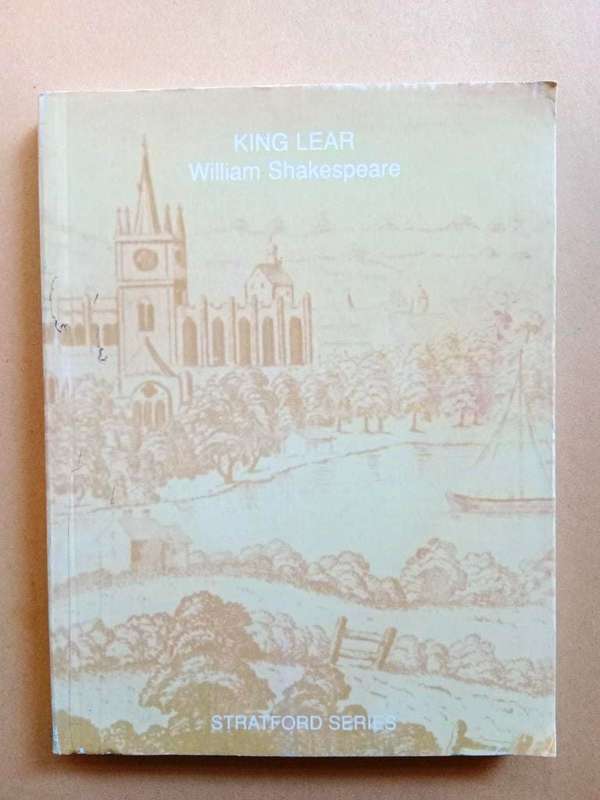 KING LEAR
William Shakespeare
STRATFORD SERIES